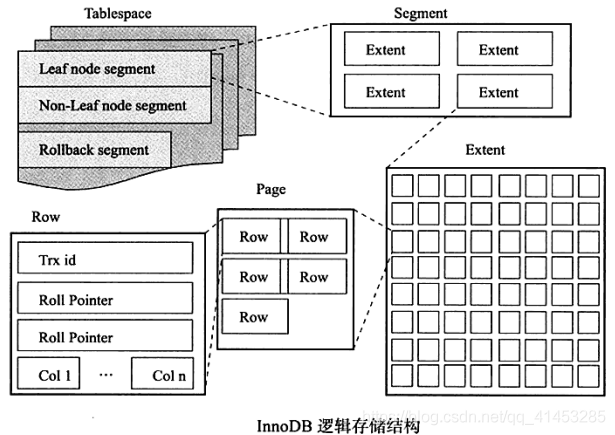 Tablespace
Leaf node segment
Non-Leaf node segment
Rollback segment
Segment
Extent Extent
Extent Extent
Extent
Page
Row Row
Row Row
Row
Row
Trx id
Roll Pointer
Roll Pointer
Col 1 ··· Col n
https://blog.csdn.net/qq_41453285
InnoDB 逻辑存储结构